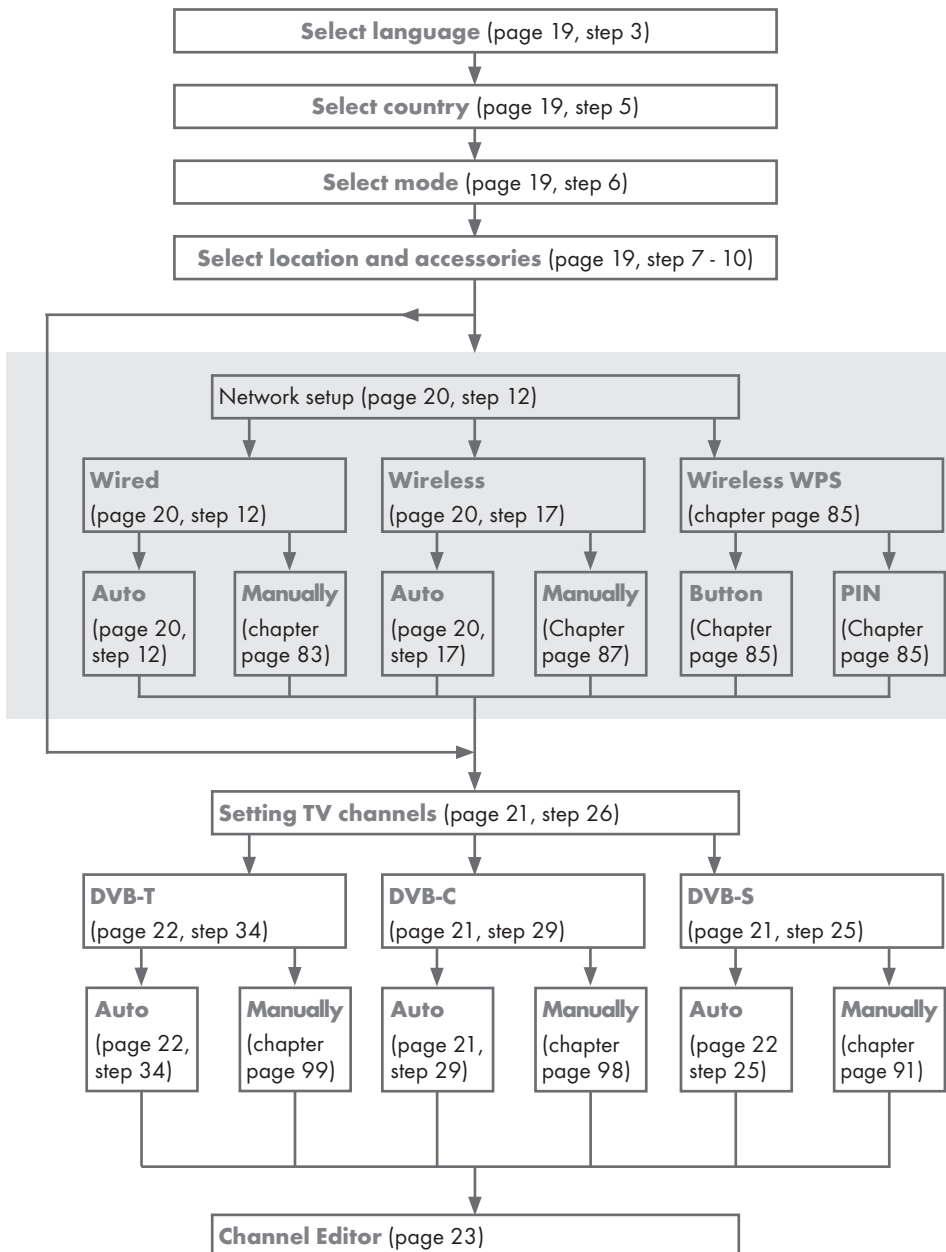 Select language (page 19, step 3)
Select country (page 19, step 5)
Select mode (page 19, step 6)
Select location and accessories (page 19, step 7 - 10)
Network setup (page 20, step 12)
Wired
(page 20, step 12)
Wireless
(page 20, step 17)
Wireless WPS
(chapter page 85)
Auto
(page 20,
step 12)
Manually
(chapter
page 83)
Auto
(page 20,
step 17)
Manually
(Chapter
page 87)
Button
(Chapter
page 85)
PIN
(Chapter
page 85)
Setting TV channels (page 21, step 26)
DVB-T
(page 22, step 34)
DVB-C
(page 21, step 29)
DVB-S
(page 21, step 25)
Auto
(page 22,
step 34)
Manually
(chapter
page 99)
Auto
(page 21,
step 29)
Manually
(chapter
page 98)
Auto
(page 22
step 25)
Manually
(chapter
page 91)
Channel Editor (page 23)